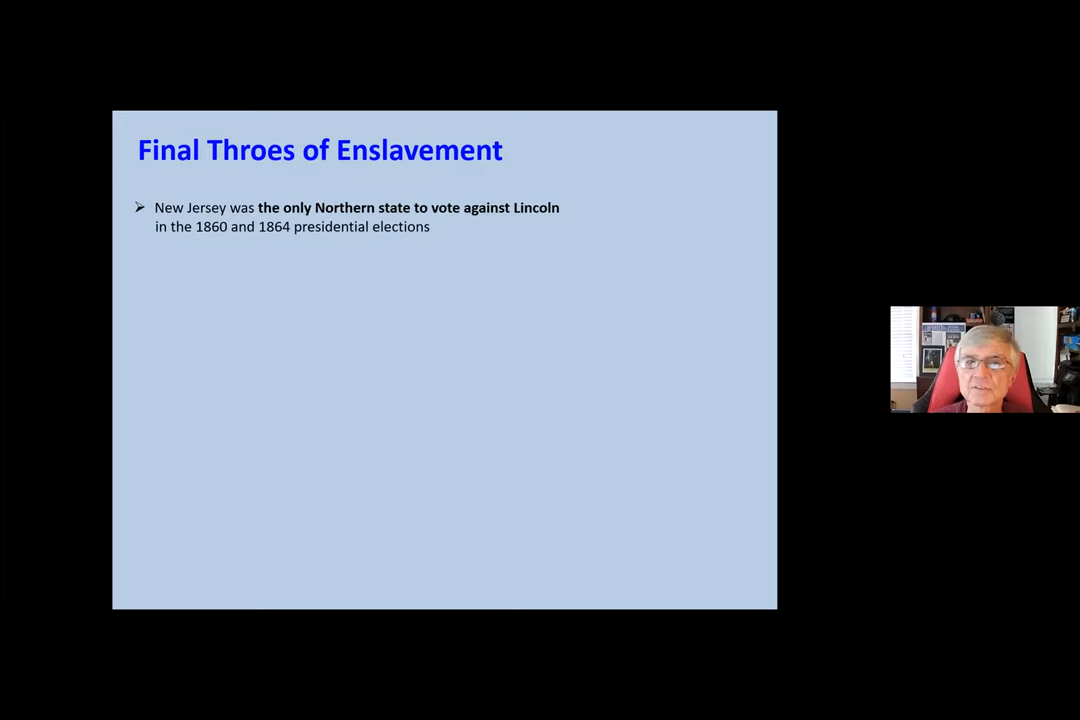 Final Throes of Enslavement
➢ New Jersey was the only Northern state to vote against Lincoln
in the 1860 and 1864 presidential elections